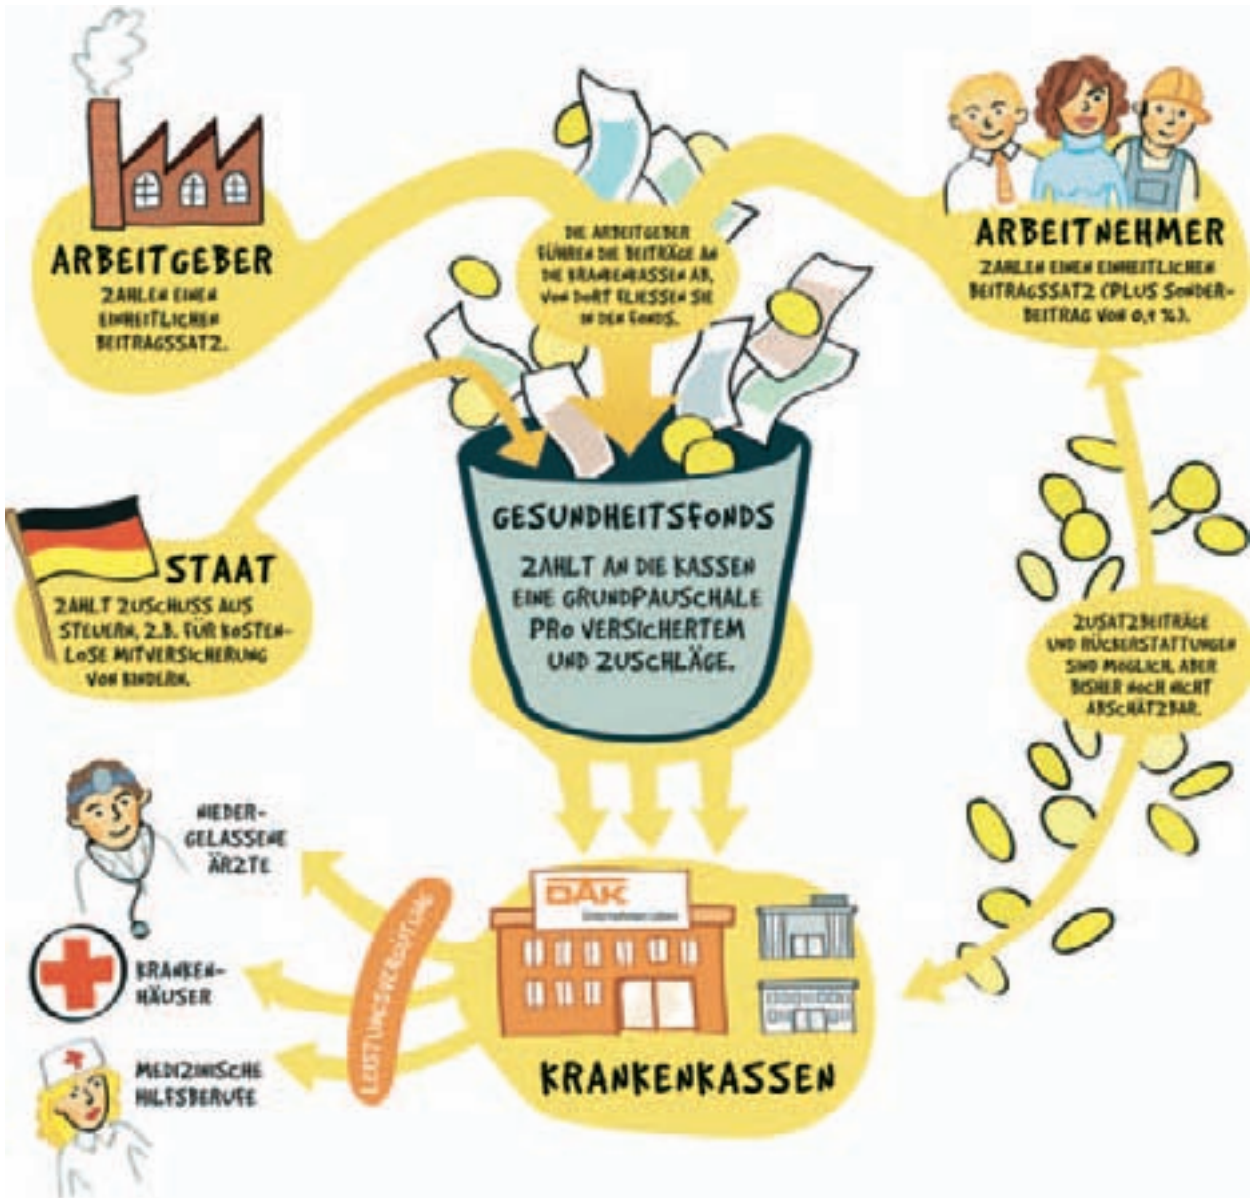 ARBEITGEBER
ZAHLEN EINEN
EINHEITLICHEN
BEITRAGSSATZ.
DIE ARBEITGEBER
FÜHREN DIE BEITRÄGE AN
DIE KRANKENKASSEN AB,
VON DORT FLIESSEN SIE
IN DEN FONDS.
ARBEITNEHMER
ZAHLEN EINEN EINHEITLICHEN
BEITRAGSSATZ (PLUS SONDER-
BEITRAG VON 0,9 %).
STAAT
ZAHLT ZUSCHUSS AUS
STEUERN, Z.B. FÜR KOSTEN-
LOSE MITVERSICHERUNG
VON KINDERN.
GESUNDHEITSFONDS
ZAHLT AN DIE KASSEN
EINE GRUNDPAUSCHALE
PRO VERSICHERTEM
UND ZUSCHLÄGE.
ZUSATZBEITRÄGE
UND RÜCKERSTATTUNGEN
SIND MÖGLICH, ABER
BISHER NOCH NICHT
ABSCHÄTZBAR.
NIEDER-
GELASSENE
ÄRZTE
KRANKEN-
HÄUSER
MEDIZINISCHE
HILFSBERUFE
LEISTUNGSVERGÜTUNG
DAK
Unternehmen Leben
KRANKENKASSEN